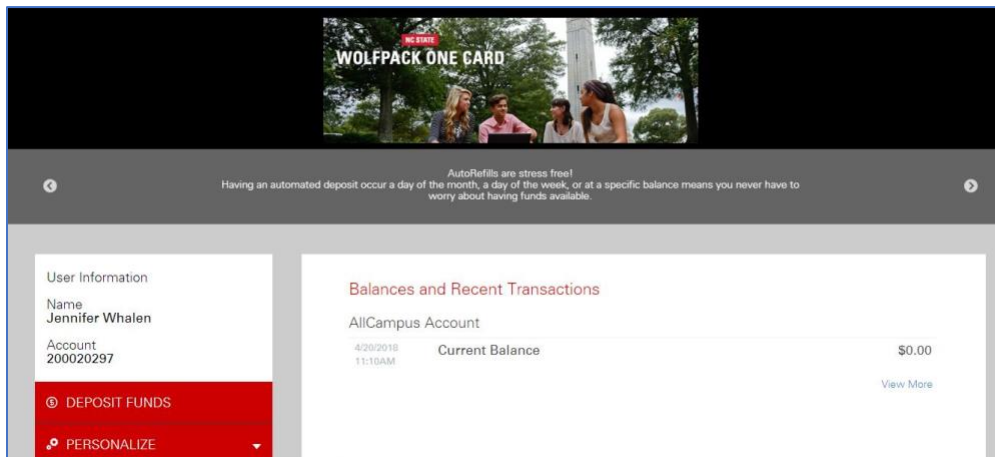 NC STATE
WOLFPACK ONE CARD
AutoRefills are stress free!
Having an automated deposit occur a day of the month, a day of the week, or at a specific balance means you never have to
worry about having funds available.
User Information
Name
Jennifer Whalen
Account
200020297
DEPOSIT FUNDS
PERSONALIZE
Balances and Recent Transactions
AllCampus Account
4/20/2018 Current Balance $0.00
11:10AM
View More